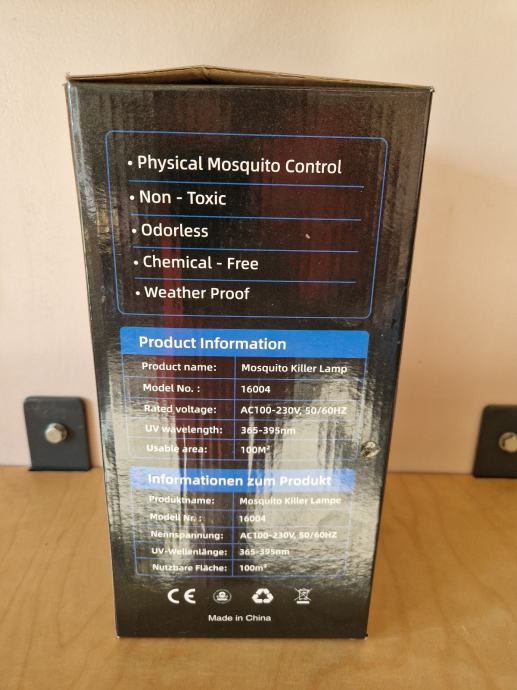 • Physical Mosquito Control
• Non - Toxic
• Odorless
• Chemical - Free
• Weather Proof
Product Information
Product name: Mosquito Killer Lamp
Model No. : 16004
Rated voltage: AC100-230V, 50/60HZ
UV wavelength: 365-395nm
Usable area: 100M²
Informationen zum Produkt
Produktname: Mosquito Killer Lampe
Modell Nr. : 16004
Nennspannung: AC100-230V, 50/60HZ
UV-Wellenlänge: 365-395nm
Nutzbare Fläche: 100m²
CE
Made in China